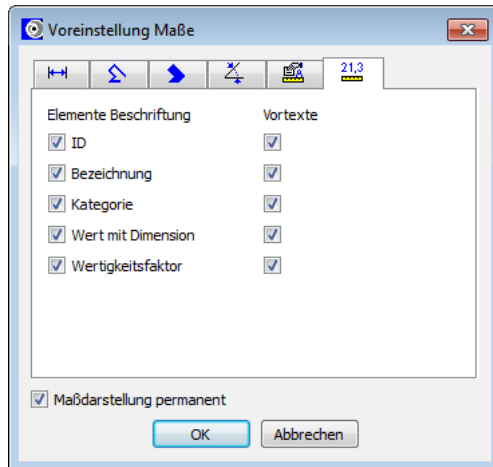 Voreinstellung Maße
21,3
Elemente Beschriftung Vortexte
ID
Bezeichnung
Kategorie
Wert mit Dimension
Wertigkeitsfaktor
Maßdarstellung permanent
OK Abbrechen